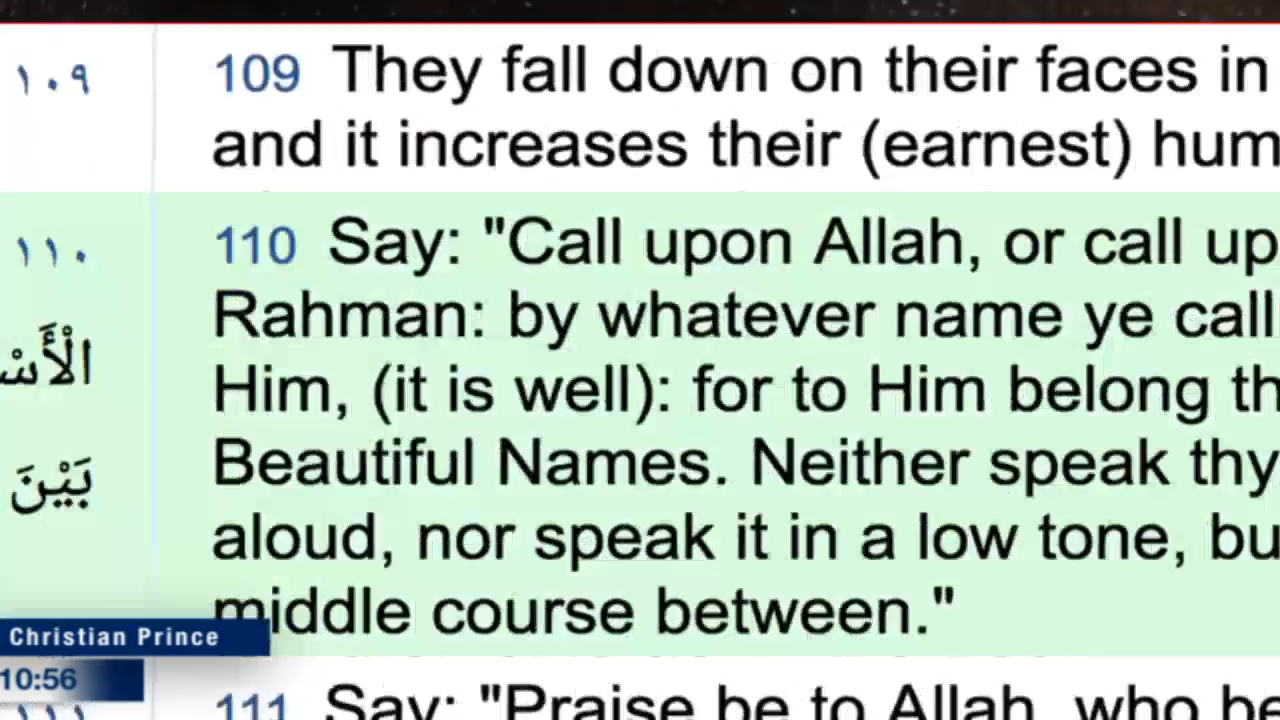 ١٠٩
109 They fall down on their faces in
and it increases their (earnest) hum
١١٠
110 Say: "Call upon Allah, or call up
Rahman: by whatever name ye call
الْأَسْ
Him, (it is well): for to Him belong th
Beautiful Names. Neither speak thy
بَيْنَ
aloud, nor speak it in a low tone, bu
middle course between."
Christian Prince
10:56
١١١
111 Say: "Praise be to Allah, who be